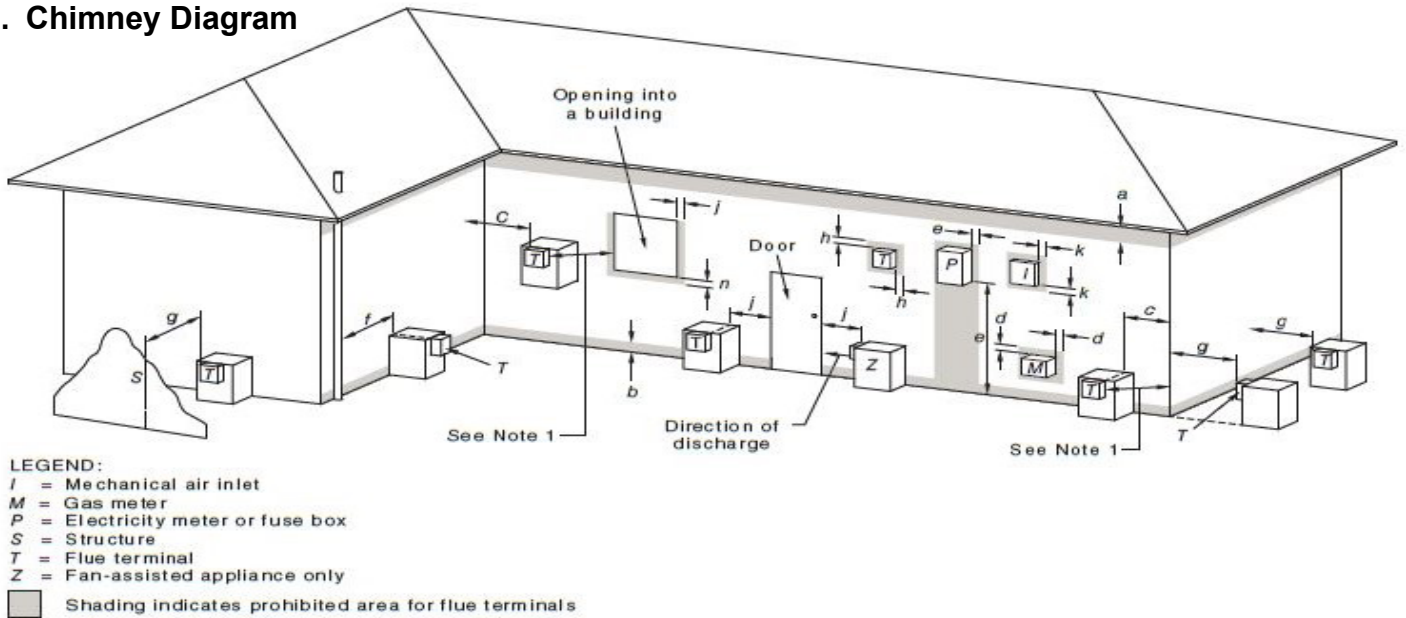 . Chimney Diagram
Opening into
a building
a
C
j
h
e
k
Door
T
T
P
I
n
h
k
g
f
j
j
d
c
g
e
d
g
S
T
T
T
b
Z
M
T
T
T
See Note 1
Direction of
discharge
See Note 1
LEGEND:
I = Mechanical air inlet
M = Gas meter
P = Electricity meter or fuse box
S = Structure
T = Flue terminal
Z = Fan-assisted appliance only
Shading indicates prohibited area for flue terminals